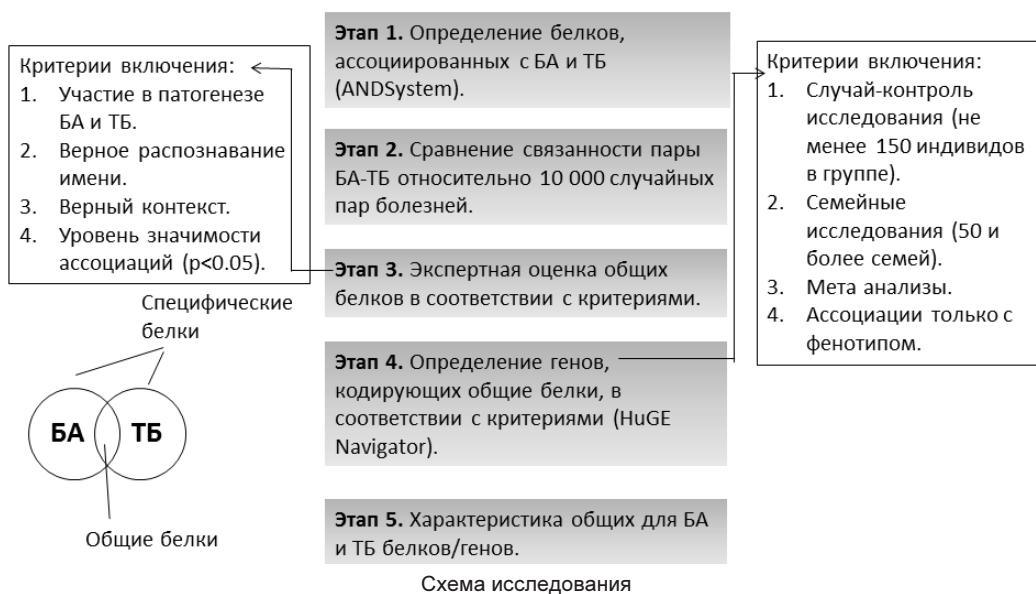 Критерии включения:
1. Участие в патогенезе
БА и ТБ.
2. Верное распознавание
имени.
3. Верный контекст.
4. Уровень значимости
ассоциаций (p<0.05).
Специфические
белки
БА
ТБ
Общие белки
Этап 1. Определение белков,
ассоциированных с БА и ТБ
(ANDSystem).
Этап 2. Сравнение связанности пары
БА-ТБ относительно 10 000 случайных
пар болезней.
Этап 3. Экспертная оценка общих
белков в соответствии с критериями.
Этап 4. Определение генов,
кодирующих общие белки, в
соответствии с критериями (HuGE
Navigator).
Этап 5. Характеристика общих для БА
и ТБ белков/генов.
Критерии включения:
1. Случай-контроль
исследования (не
менее 150 индивидов
в группе).
2. Семейные
исследования (50 и
более семей).
3. Мета анализы.
4. Ассоциации только с
фенотипом.
Схема исследования